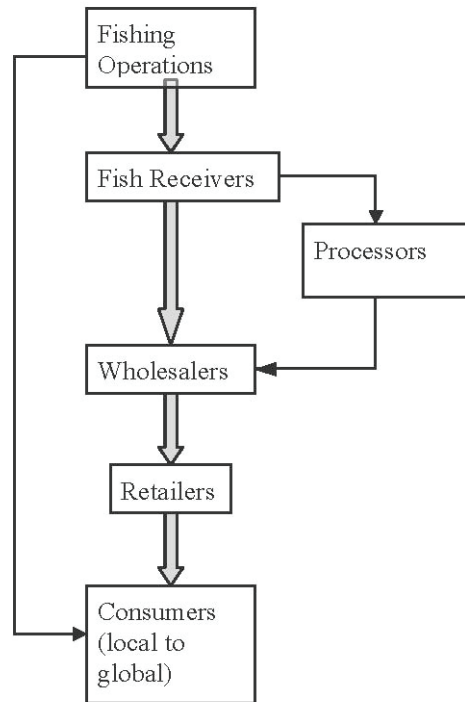 Fishing
Operations
Fish Receivers
Processors
Wholesalers
Retailers
Consumers
(local to
global)